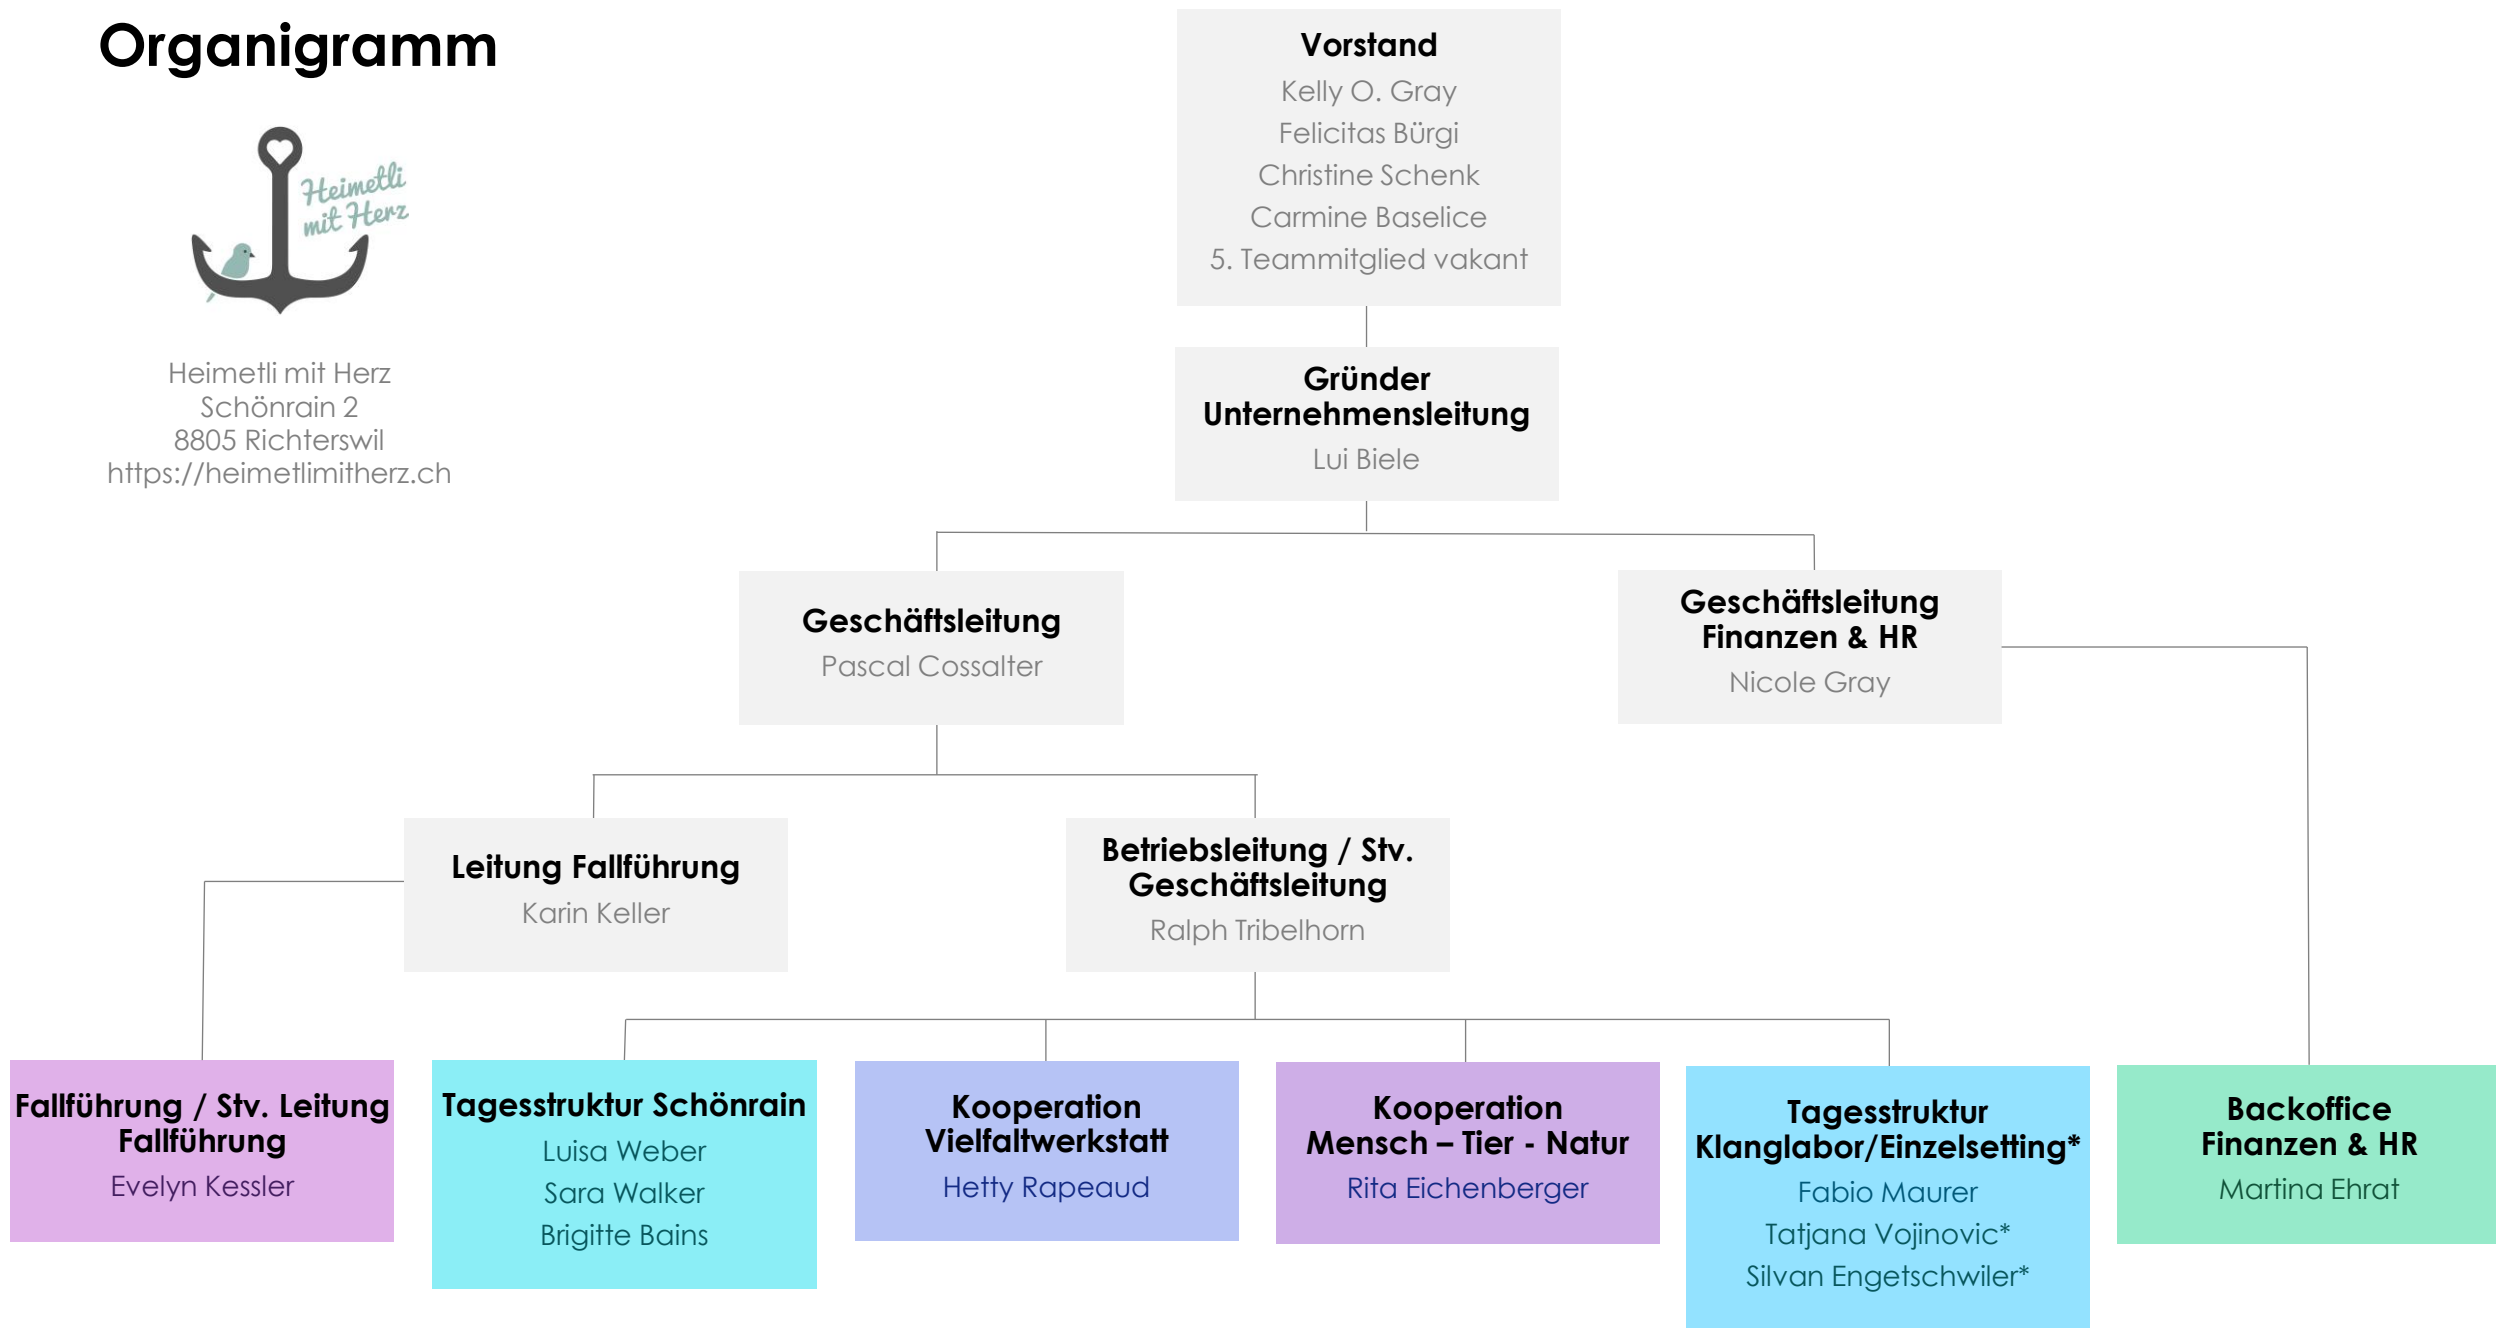 Organigramm
Heimetli
mit Herz
Heimetli mit Herz
Schönrain 2
8805 Richterswil
https://heimetlimitherz.ch
Vorstand
Kelly O. Gray
Felicitas Bürgi
Christine Schenk
Carmine Baselice
5. Teammitglied vakant
Gründer
Unternehmensleitung
Lui Biele
Geschäftsleitung
Pascal Cossalter
Geschäftsleitung
Finanzen & HR
Nicole Gray
Leitung Fallführung
Karin Keller
Betriebsleitung / Stv.
Geschäftsleitung
Ralph Tribelhorn
Fallführung / Stv. Leitung
Fallführung
Evelyn Kessler
Tagesstruktur Schönrain
Luisa Weber
Sara Walker
Brigitte Bains
Kooperation
Vielfaltwerkstatt
Hetty Rapeaud
Kooperation
Mensch – Tier - Natur
Rita Eichenberger
Tagesstruktur
Klanglabor/Einzelsetting*
Fabio Maurer
Tatjana Vojinovic*
Silvan Engetschwiler*
Backoffice
Finanzen & HR
Martina Ehrat